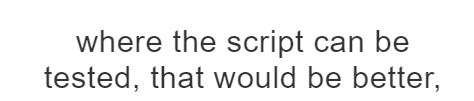 where the script can be
tested, that would be better,